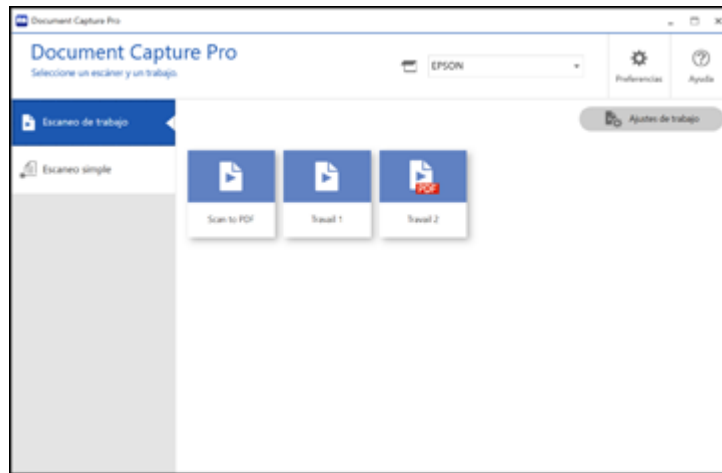 Document Capture Pro
Document Capture Pro
Seleccione un escáner y un trabajo.
EPSON
Preferencias
Ayuda
Escaneo de trabajo
Ajustes de trabajo
Escaneo simple
Scan to PDF
Travail 1
Travail 2
PDF